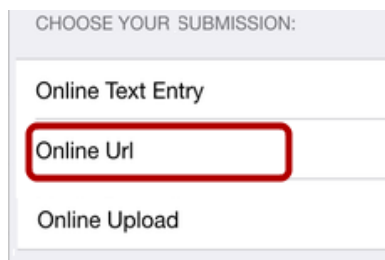 CHOOSE YOUR SUBMISSION:
Online Text Entry
Online Url
Online Upload